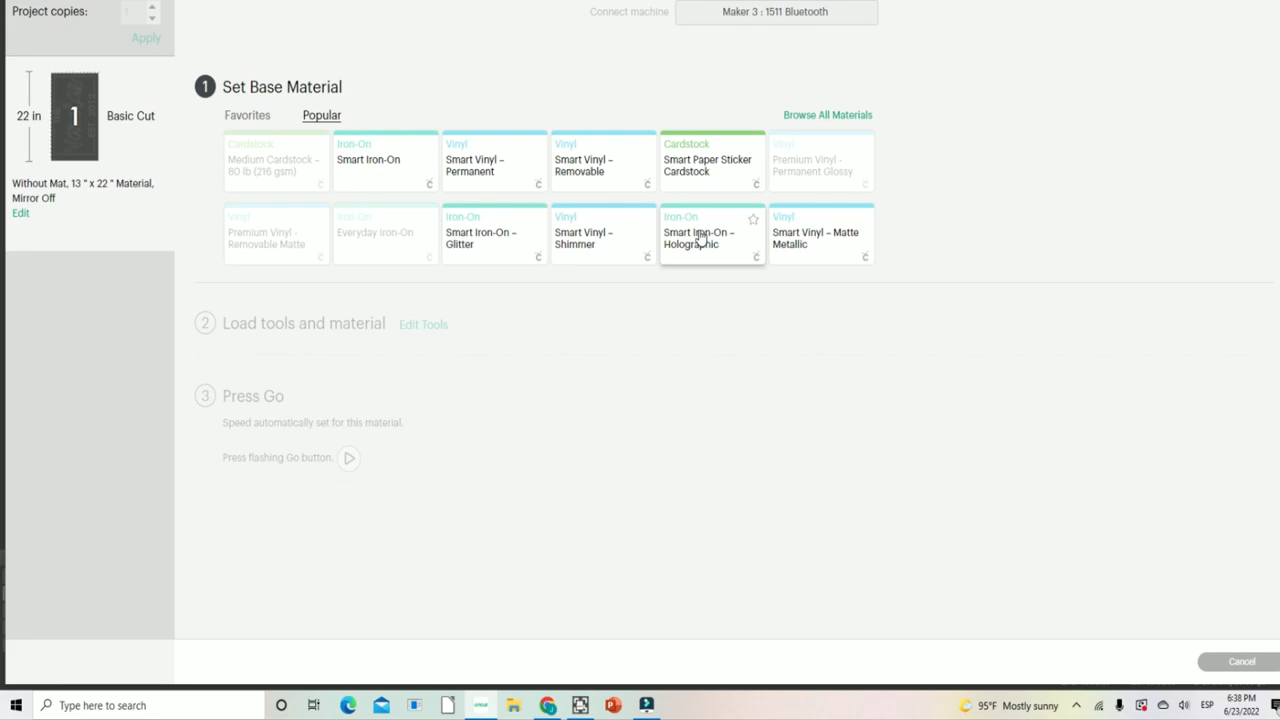 Project copies:
1
Apply
Connect machine
Maker 3 : 1511 Bluetooth
22 in
1
Basic Cut
Without Mat, 13 " x 22 " Material,
Mirror Off
Edit
1 Set Base Material
Favorites
Popular
Browse All Materials
Cardstock
Medium Cardstock –
80 lb (216 gsm)
Iron-On
Smart Iron-On
Vinyl
Smart Vinyl –
Permanent
Vinyl
Smart Vinyl –
Removable
Cardstock
Smart Paper Sticker
Cardstock
Vinyl
Premium Vinyl -
Permanent Glossy
Vinyl
Premium Vinyl -
Removable Matte
Iron-On
Everyday Iron-On
Iron-On
Smart Iron-On –
Glitter
Vinyl
Smart Vinyl –
Shimmer
Iron-On
Smart Iron-On –
Holographic
Vinyl
Smart Vinyl – Matte
Metallic
2 Load tools and material Edit Tools
3 Press Go
Speed automatically set for this material.
Press flashing Go button.
Cancel
Type here to search
cricut
95°F Mostly sunny
ESP
6:38 PM
6/23/2022